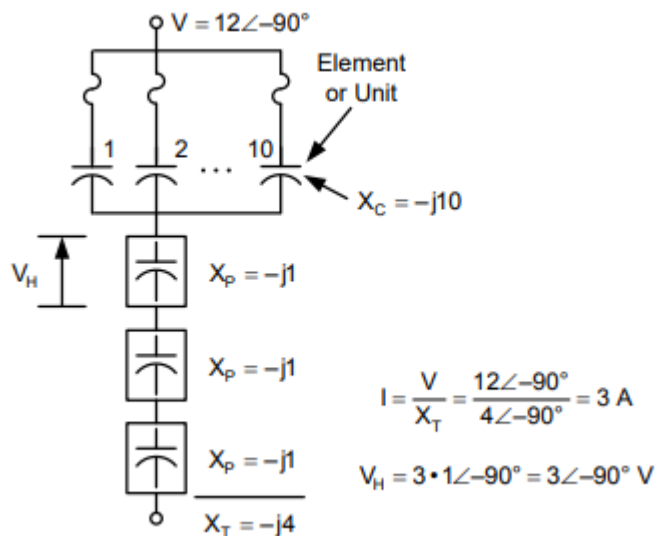 V = 12∠–90°
Element
or Unit
1
2
...
10
X_C = –j10
V_H
X_P = –j1
X_P = –j1
X_P = –j1
X_T = –j4
I = V / X_T = 12∠–90° / 4∠–90° = 3 A
V_H = 3 • 1∠–90° = 3∠–90° V